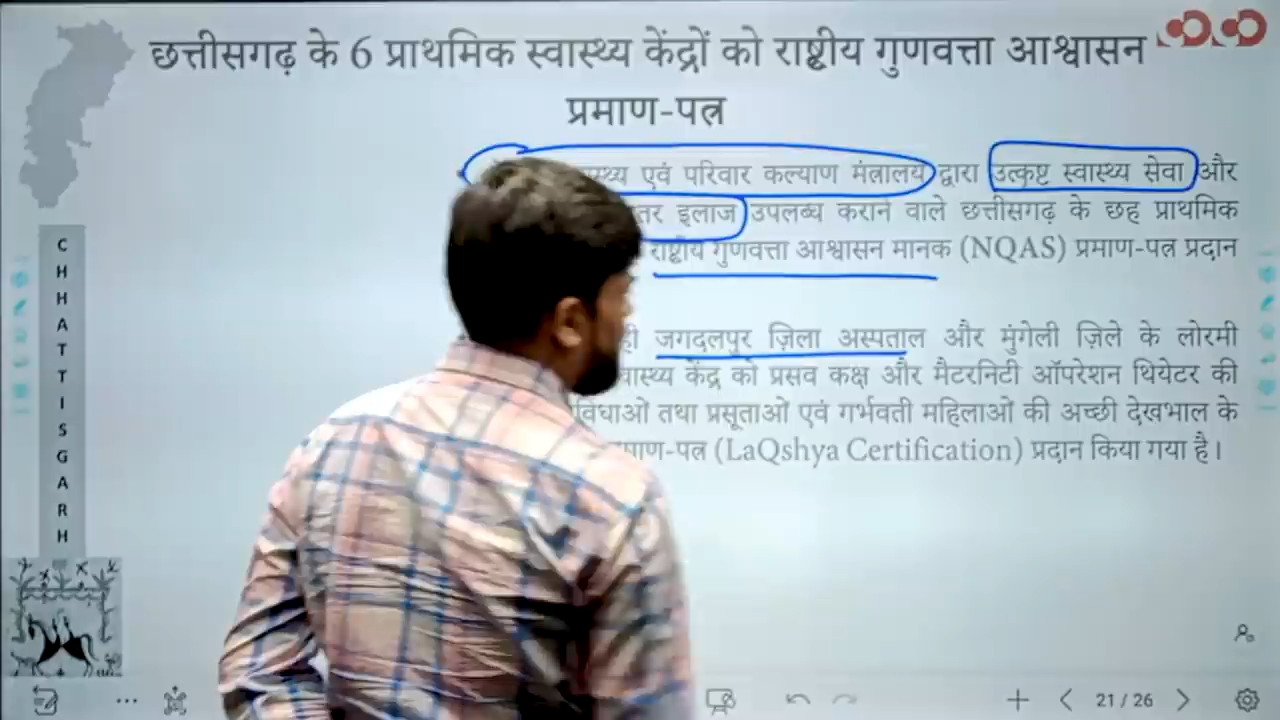 छत्तीसगढ़ के 6 प्राथमिक स्वास्थ्य केंद्रों को राष्ट्रीय गुणवत्ता आश्वासन
प्रमाण-पत्र
एवं परिवार कल्याण मंत्रालय द्वारा उत्कृष्ट स्वास्थ्य सेवा और
इलाज उपलब्ध कराने वाले छत्तीसगढ़ के छह प्राथमिक
राष्ट्रीय गुणवत्ता आश्वासन मानक (NQAS) प्रमाण-पत्र प्रदान
जगदलपुर ज़िला अस्पताल और मुंगेली ज़िले के लोरमी
केंद्र को प्रसव कक्ष और मैटरनिटी ऑपरेशन थियेटर की
तथा प्रसूताओं एवं गर्भवती महिलाओं की अच्छी देखभाल के
(LaQshya Certification) प्रदान किया गया है।
CHHATTISGARH
21 / 26